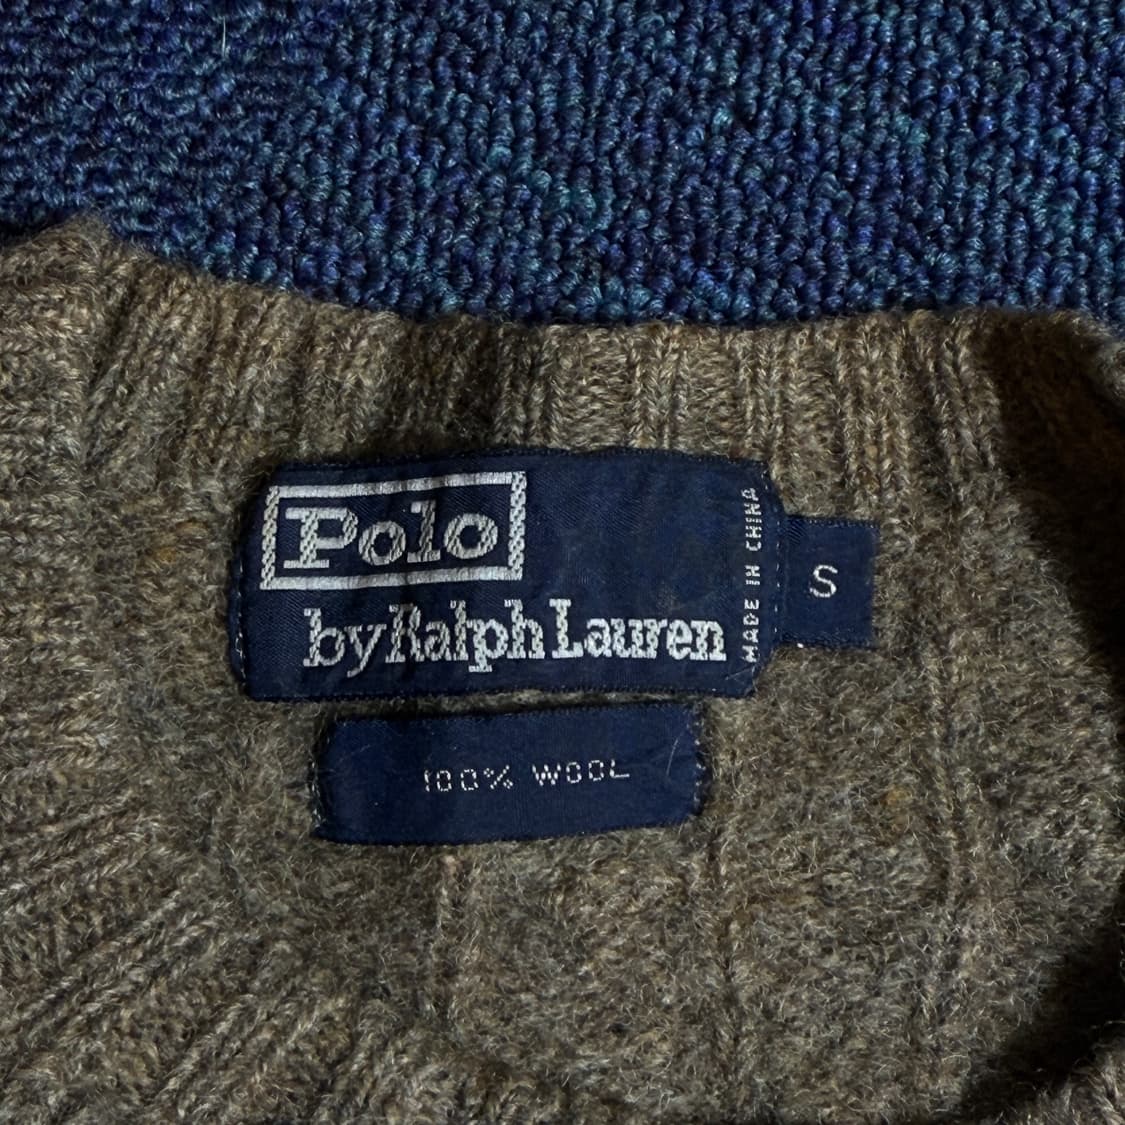 Polo
by Ralph Lauren
MADE IN CHINA
S
100% WOOL